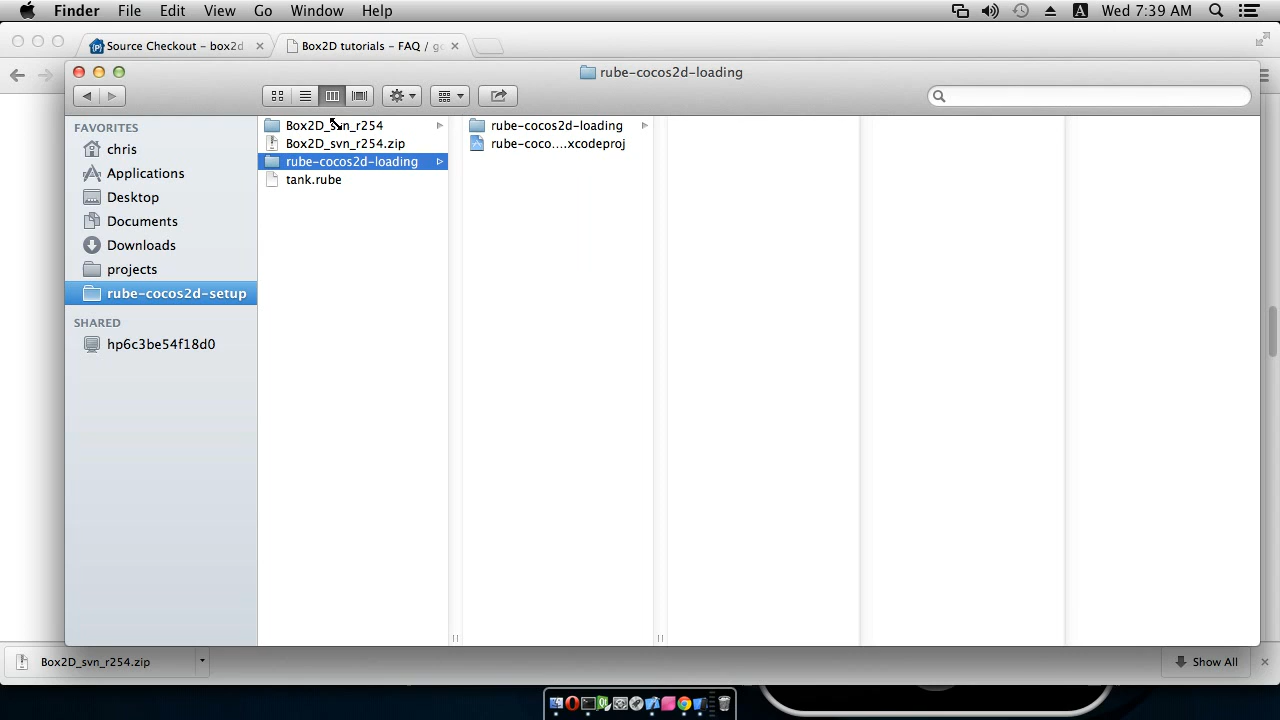 Finder File Edit View Go Window Help
A Wed 7:39 AM
Source Checkout – box2d
Box2D tutorials – FAQ /
rube-cocos2d-loading
FAVORITES
chris
Applications
Desktop
Documents
Downloads
projects
rube-cocos2d-setup
SHARED
hp6c3be54f18d0
Box2D_svn_r254
Box2D_svn_r254.zip
rube-cocos2d-loading
tank.rube
rube-cocos2d-loading
rube-coco....xcodeproj
Box2D_svn_r254.zip
Show All